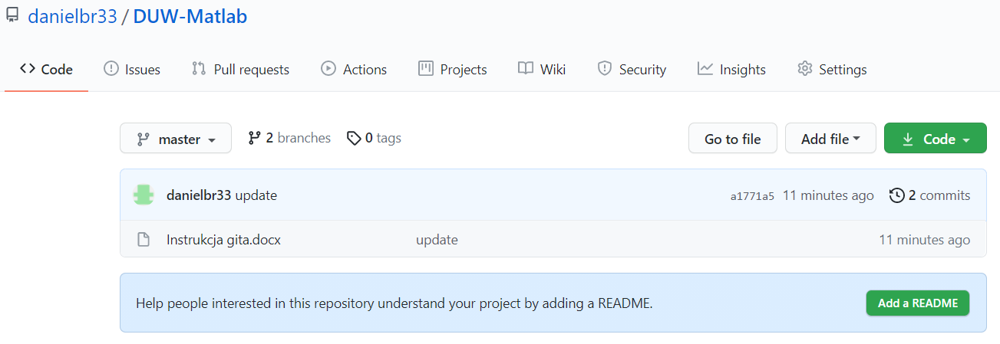 danielbr33 / DUW-Matlab
Code Issues Pull requests Actions Projects Wiki Security Insights Settings
master 2 branches 0 tags Go to file Add file Code
danielbr33 update a1771a5 11 minutes ago 2 commits
Instrukcja gita.docx update 11 minutes ago
Help people interested in this repository understand your project by adding a README. Add a README